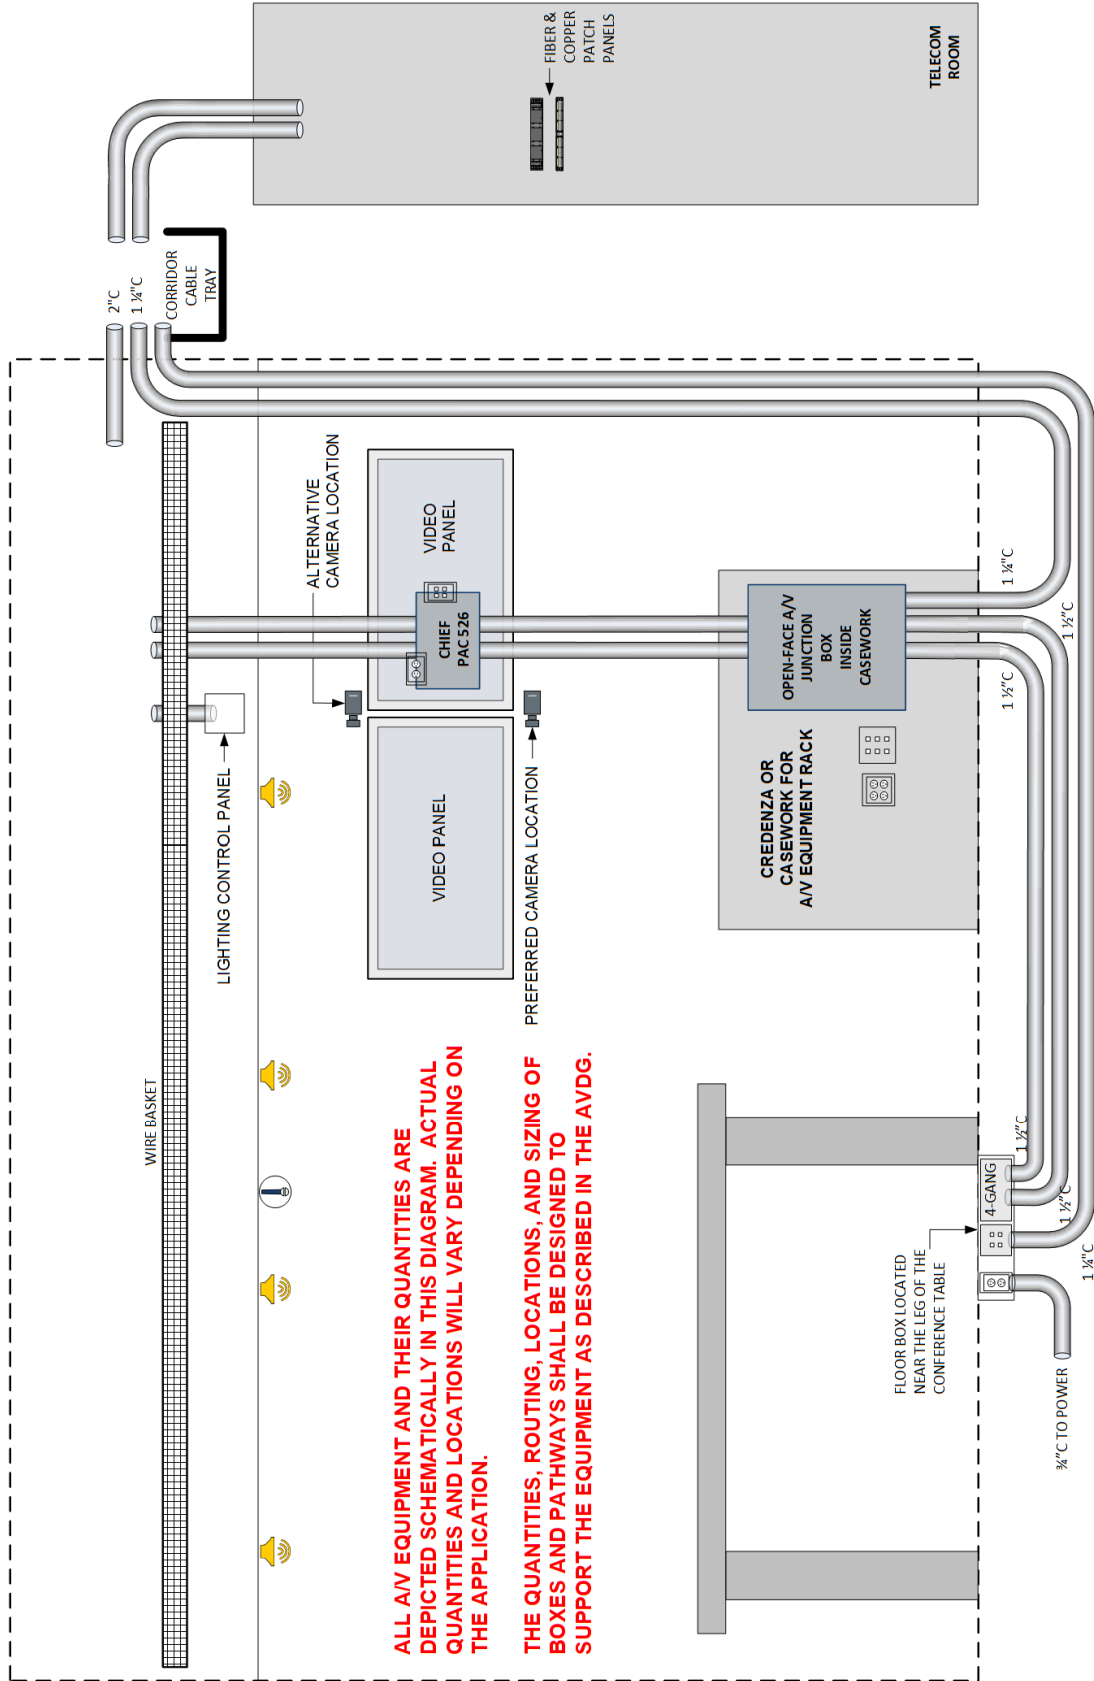 WIRE BASKET
LIGHTING CONTROL PANEL
2"C
1 ¼"C
CORRIDOR
CABLE
TRAY
FIBER &
COPPER
PATCH
PANELS
TELECOM
ROOM
ALTERNATIVE
CAMERA LOCATION
VIDEO PANEL
VIDEO
PANEL
CHIEF
PAC 526
PREFERRED CAMERA LOCATION
ALL A/V EQUIPMENT AND THEIR QUANTITIES ARE
DEPICTED SCHEMATICALLY IN THIS DIAGRAM. ACTUAL
QUANTITIES AND LOCATIONS WILL VARY DEPENDING ON
THE APPLICATION.
THE QUANTITIES, ROUTING, LOCATIONS, AND SIZING OF
BOXES AND PATHWAYS SHALL BE DESIGNED TO
SUPPORT THE EQUIPMENT AS DESCRIBED IN THE AVDG.
CREDENZA OR
CASEWORK FOR
A/V EQUIPMENT RACK
OPEN-FACE A/V
JUNCTION
BOX
INSIDE
CASEWORK
FLOOR BOX LOCATED
NEAR THE LEG OF THE
CONFERENCE TABLE
4-GANG
1 ½"C
1 ½"C
1 ¼"C
1 ½"C
1 ½"C
1 ¼"C
¾"C TO POWER